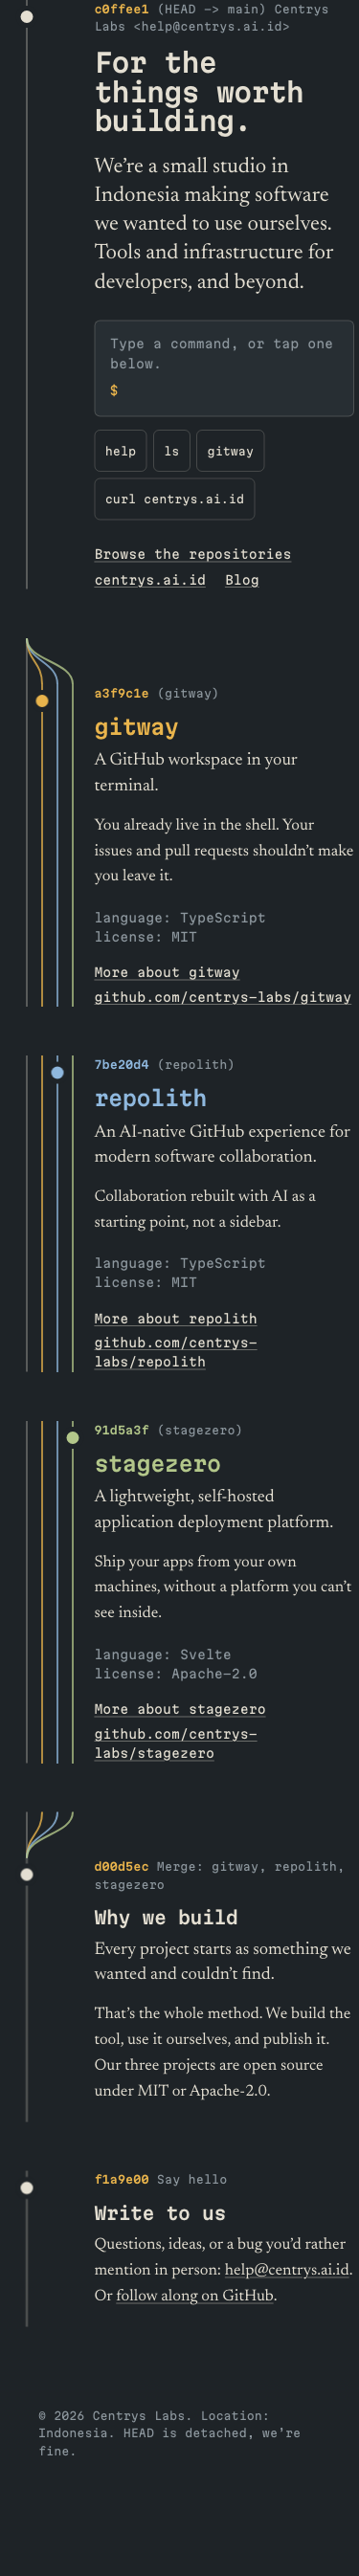 c0ffee1 (HEAD -> main) Centrys
Labs <help@centrys.ai.id>
For the
things worth
building.
We’re a small studio in
Indonesia making software
we wanted to use ourselves.
Tools and infrastructure for
developers, and beyond.
Type a command, or tap one
below.
$
help ls gitway
curl centrys.ai.id
Browse the repositories
centrys.ai.id Blog
a3f9c1e (gitway)
gitway
A GitHub workspace in your
terminal.
You already live in the shell. Your
issues and pull requests shouldn’t make
you leave it.
language: TypeScript
license: MIT
More about gitway
github.com/centrys-labs/gitway
7be20d4 (repolith)
repolith
An AI-native GitHub experience for
modern software collaboration.
Collaboration rebuilt with AI as a
starting point, not a sidebar.
language: TypeScript
license: MIT
More about repolith
github.com/centrys-
labs/repolith
91d5a3f (stagezero)
stagezero
A lightweight, self-hosted
application deployment platform.
Ship your apps from your own
machines, without a platform you can’t
see inside.
language: Svelte
license: Apache-2.0
More about stagezero
github.com/centrys-
labs/stagezero
d00d5ec Merge: gitway, repolith,
stagezero
Why we build
Every project starts as something we
wanted and couldn’t find.
That’s the whole method. We build the
tool, use it ourselves, and publish it.
Our three projects are open source
under MIT or Apache-2.0.
f1a9e00 Say hello
Write to us
Questions, ideas, or a bug you’d rather
mention in person: help@centrys.ai.id.
Or follow along on GitHub.
© 2026 Centrys Labs. Location:
Indonesia. HEAD is detached, we’re
fine.